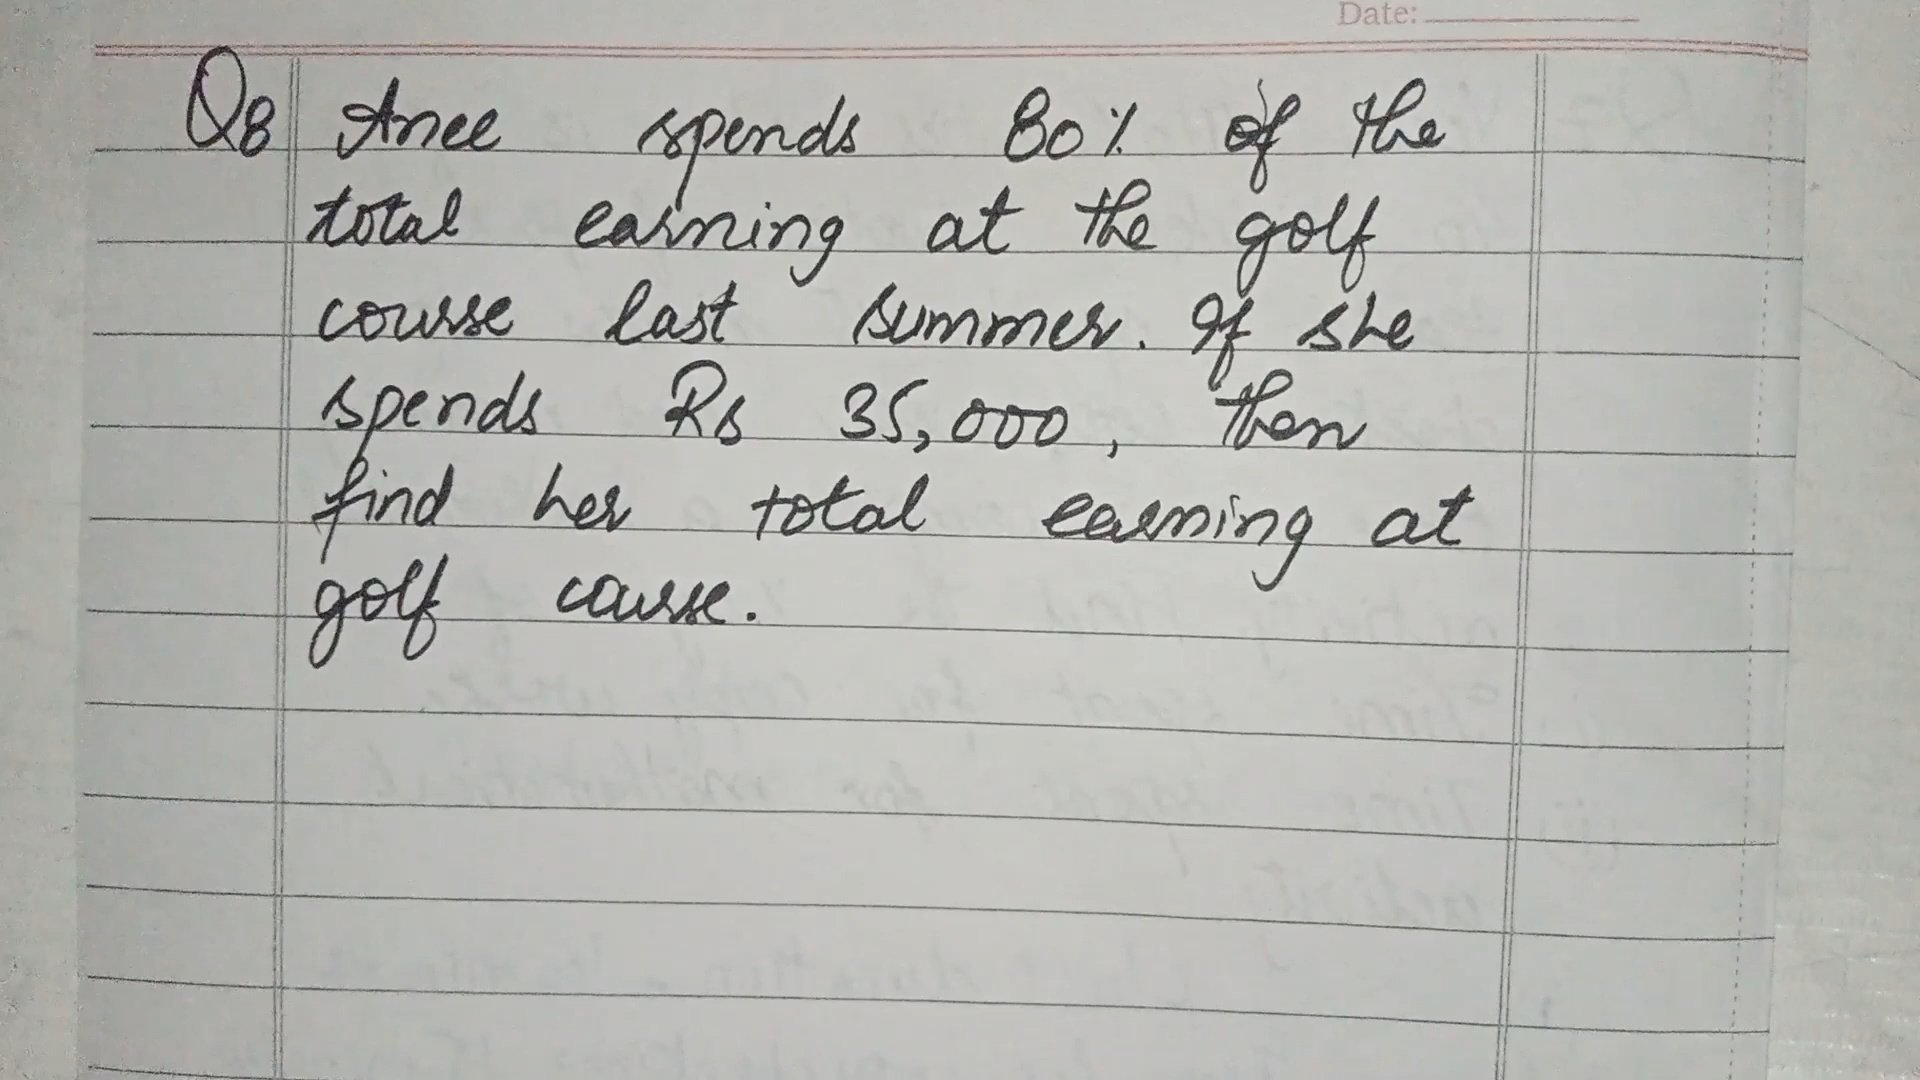 Date:
Q8 Anee spends 80% of the
total earning at the golf
course last summer. If she
spends Rs 35,000, then
find her total earning at
golf course.